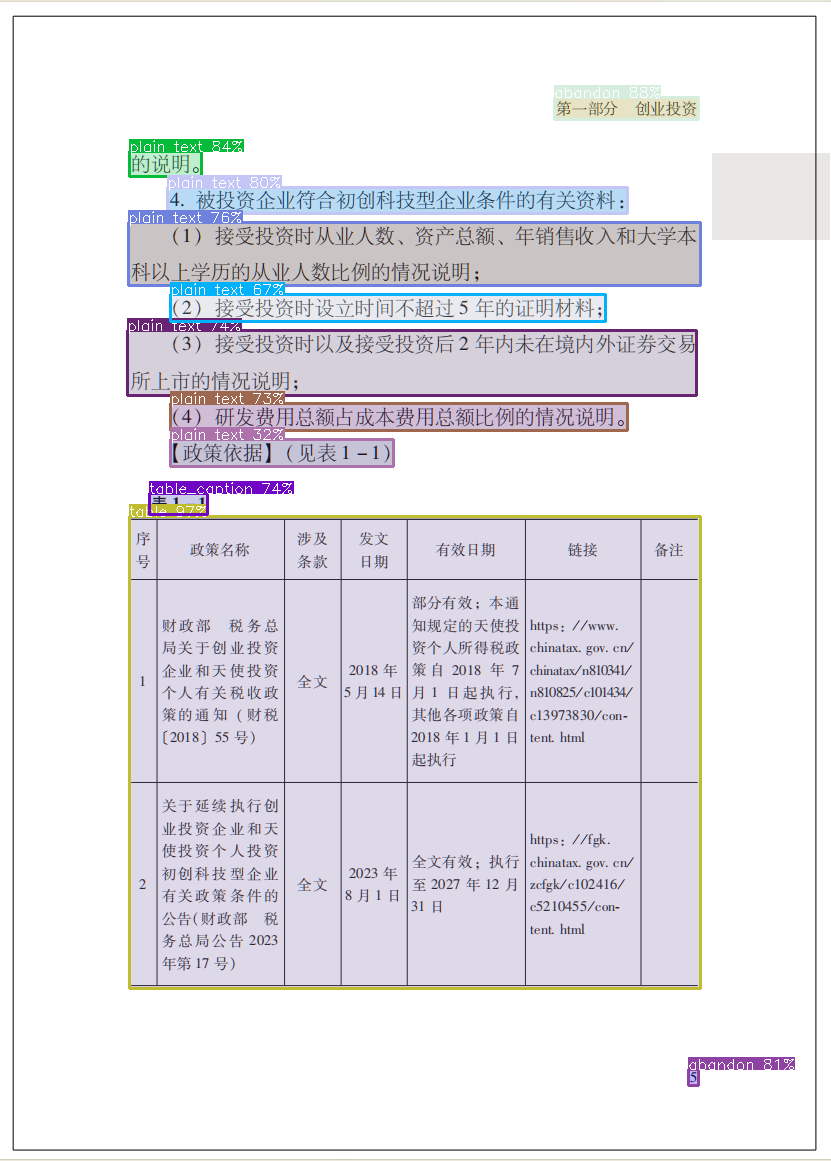 abandon 88%
第一部分 创业投资
plain text 84%
的说明。
plain text 80%
4. 被投资企业符合初创科技型企业条件的有关资料:
plain text 76%
(1) 接受投资时从业人数、资产总额、年销售收入和大学本
科以上学历的从业人数比例的情况说明;
plain text 67%
(2) 接受投资时设立时间不超过 5 年的证明材料;
plain text 74%
(3) 接受投资时以及接受投资后 2 年内未在境内外证券交易
所上市的情况说明;
plain text 73%
(4) 研发费用总额占成本费用总额比例的情况说明。
plain text 32%
【政策依据】(见表 1-1)
table_caption 74%
表 1-1
table 97%
序号 政策名称 涉及条款 发文日期 有效日期 链接 备注
1
财政部 税务总
局关于创业投资
企业和天使投资
个人有关税收政
策的通知 (财税
〔2018〕 55 号)
全文
2018 年
5 月 14 日
部分有效; 本通
知规定的天使投
资个人所得税政
策自 2018 年 7
月 1 日起执行,
其他各项政策自
2018 年 1 月 1 日
起执行
https: //www.
chinatax. gov. cn/
chinatax/n810341/
n810825/c101434/
c13973830/con-
tent. html
2
关于延续执行创
业投资企业和天
使投资个人投资
初创科技型企业
有关政策条件的
公告(财政部 税
务总局公告 2023
年第 17 号)
全文
2023 年
8 月 1 日
全文有效; 执行
至 2027 年 12 月
31 日
https: //fgk.
chinatax. gov. cn/
zcfgk/c102416/
c5210455/con-
tent. html
abandon 81%
5